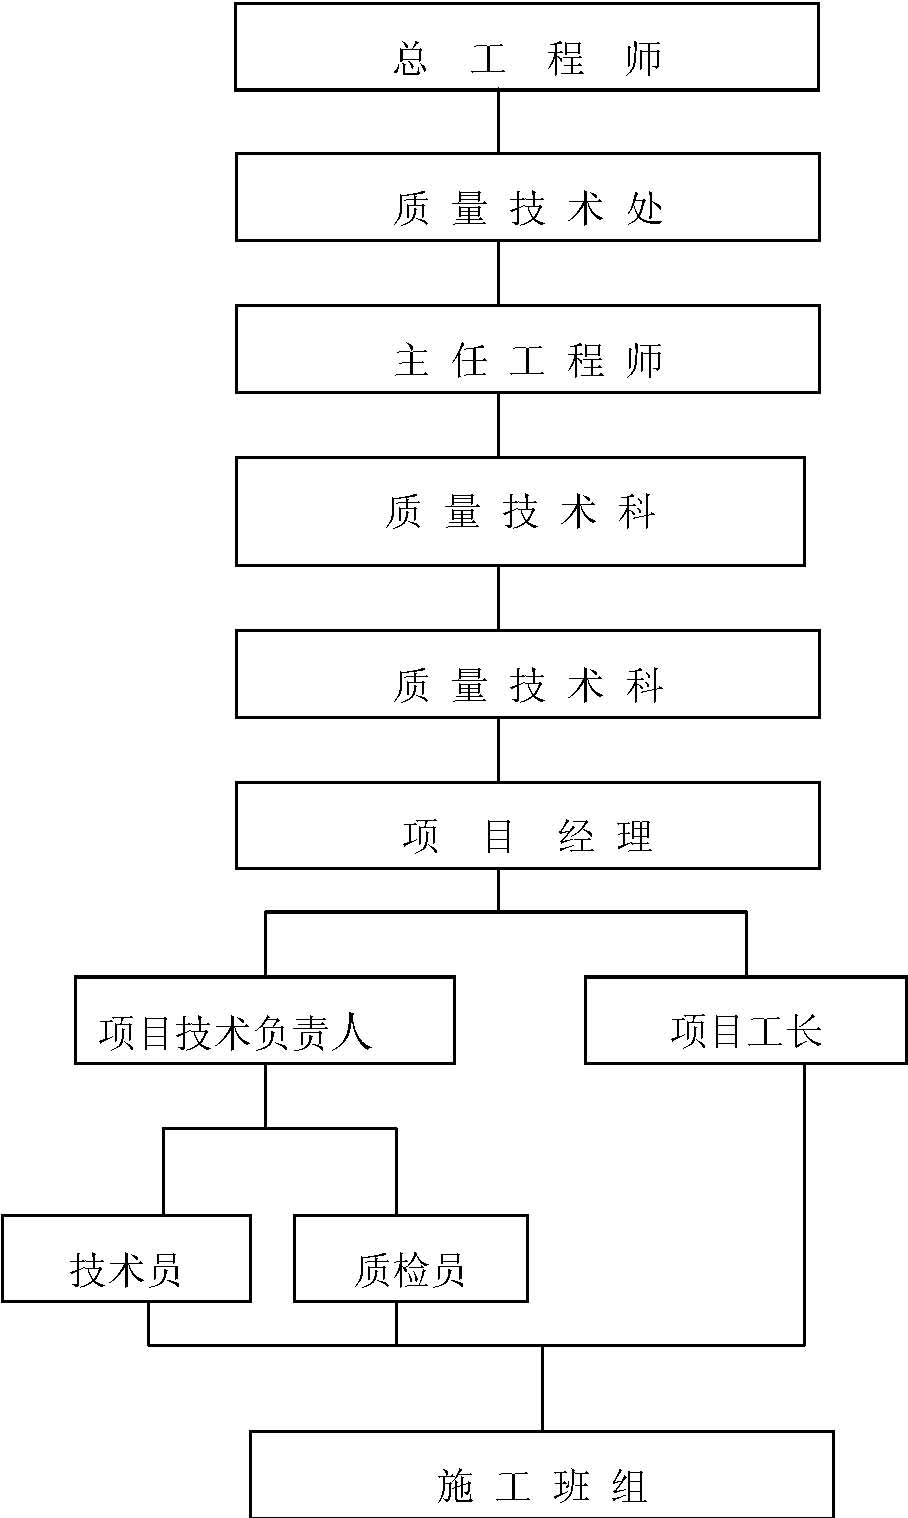 总 工 程 师
质 量 技 术 处
主 任 工 程 师
质 量 技 术 科
质 量 技 术 科
项 目 经 理
项目技术负责人
项目工长
技术员
质检员
施 工 班 组